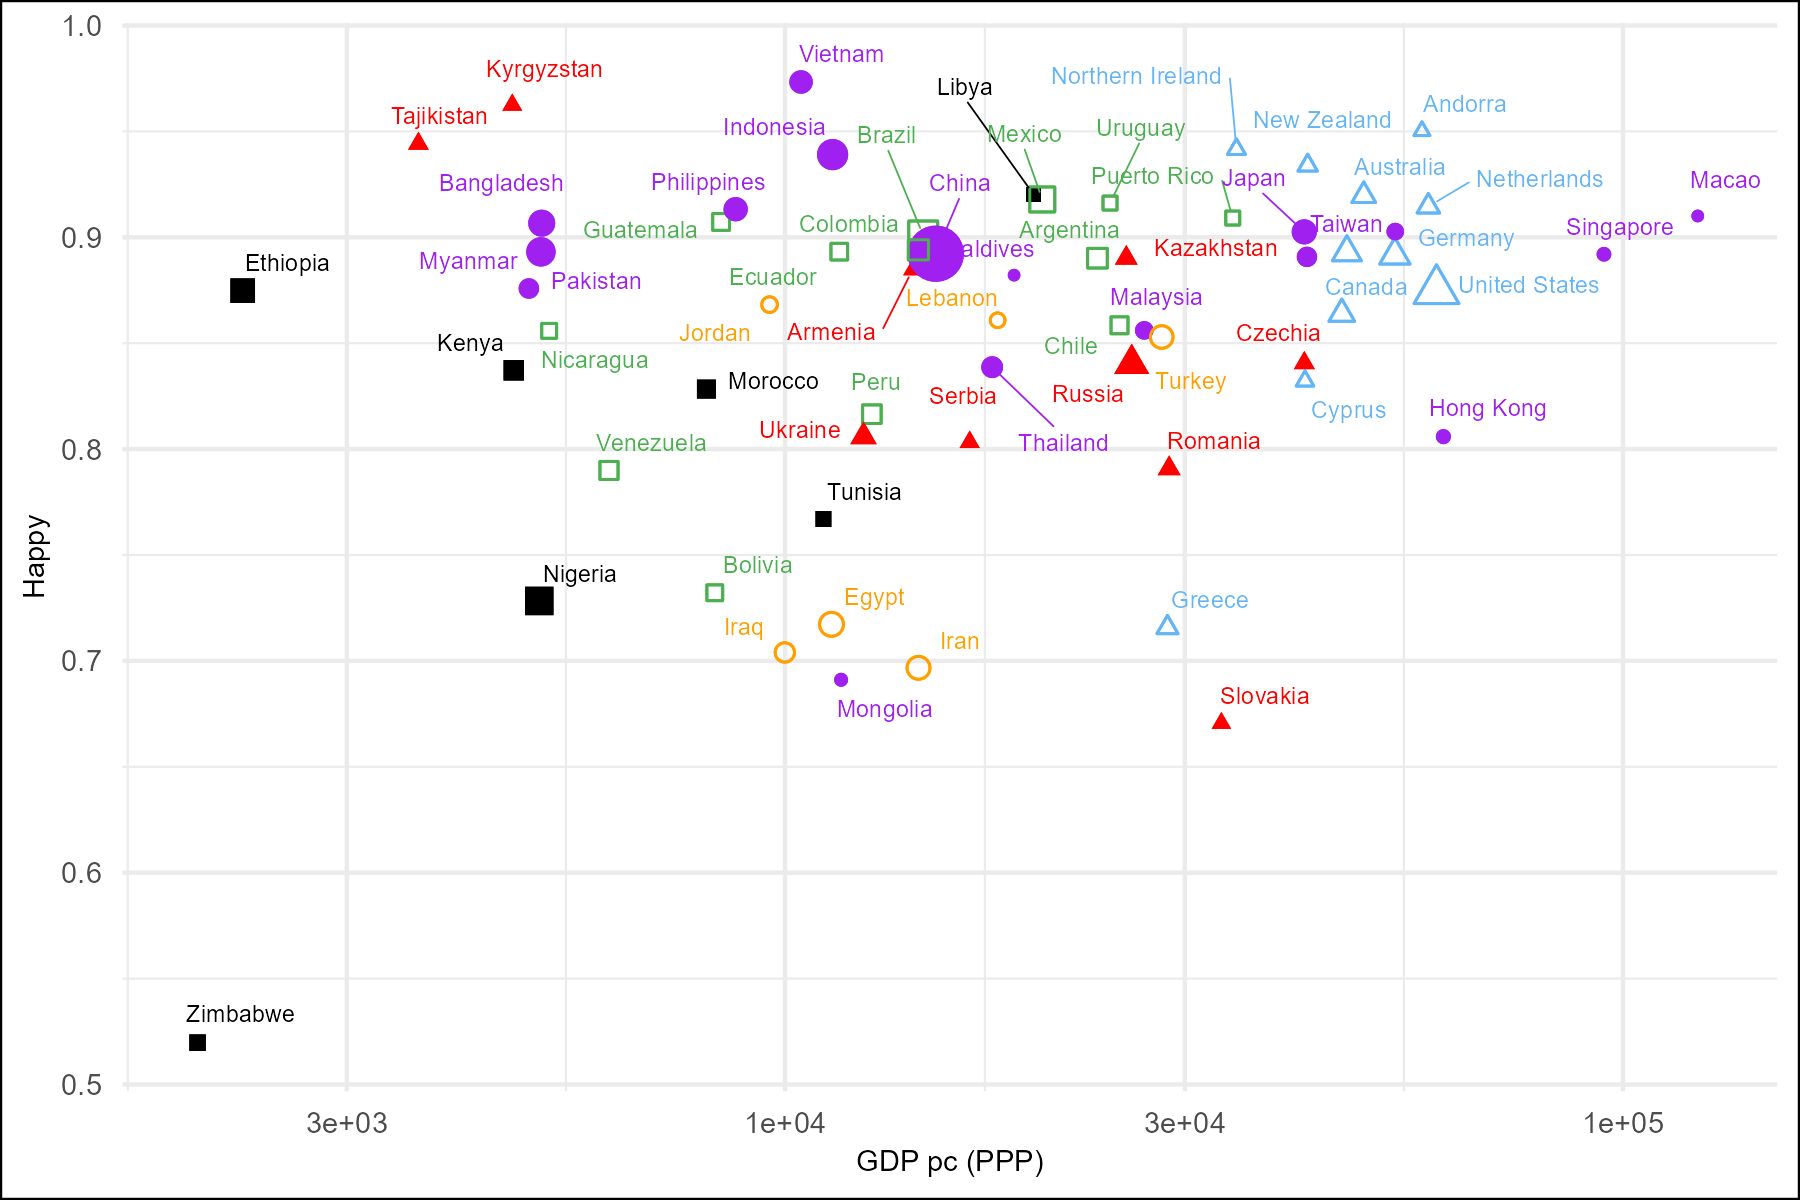 1.0
0.9
0.8
0.7
0.6
0.5
Happy
Vietnam
Kyrgyzstan
Northern Ireland
Libya
Andorra
Tajikistan
New Zealand
Indonesia
Brazil
Mexico
Uruguay
Australia
Puerto Rico
Japan
Netherlands
Macao
Bangladesh
Philippines
China
Guatemala
Colombia
Argentina
Taiwan
Singapore
Germany
Kazakhstan
aldives
Ethiopia
Myanmar
Pakistan
Ecuador
Lebanon
Malaysia
Canada
United States
Jordan
Armenia
Czechia
Kenya
Nicaragua
Chile
Morocco
Peru
Turkey
Serbia
Russia
Cyprus
Hong Kong
Ukraine
Venezuela
Thailand
Romania
Tunisia
Bolivia
Nigeria
Egypt
Greece
Iraq
Iran
Slovakia
Mongolia
Zimbabwe
3e+03
1e+04
3e+04
1e+05
GDP pc (PPP)